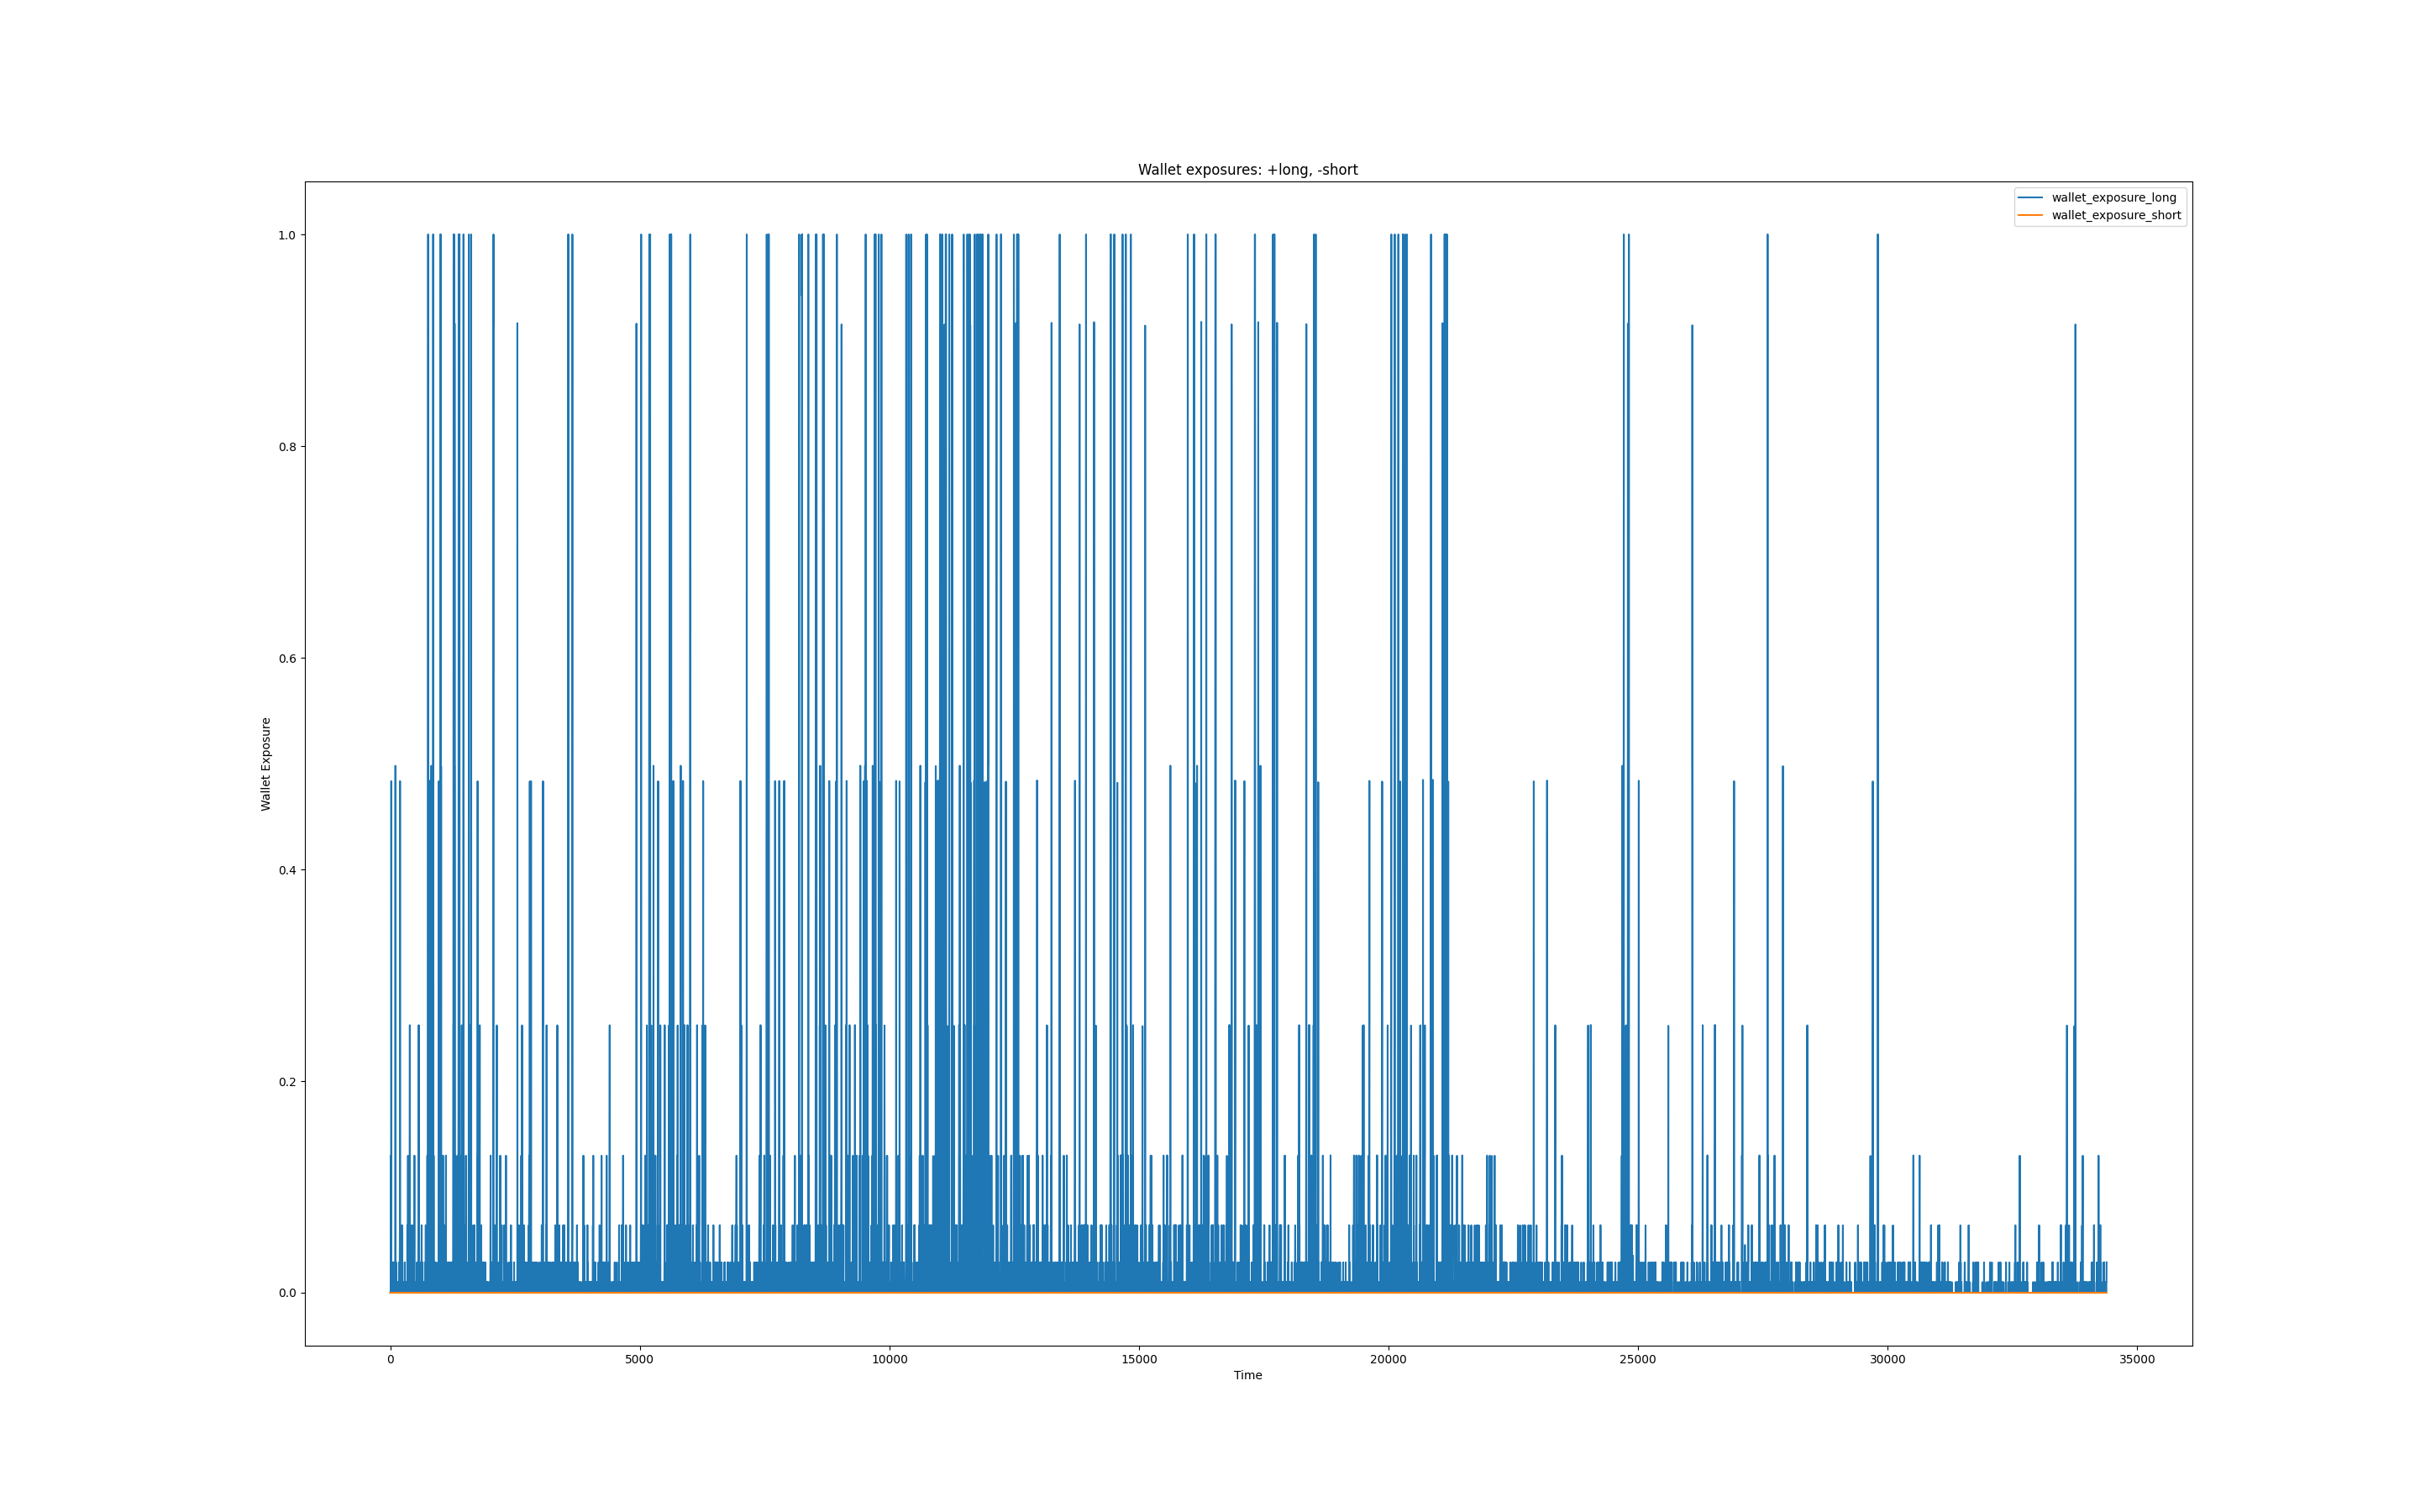 Wallet exposures: +long, -short
wallet_exposure_long
wallet_exposure_short
1.0
0.8
0.6
0.4
0.2
0.0
Wallet Exposure
0 5000 10000 15000 20000 25000 30000 35000
Time